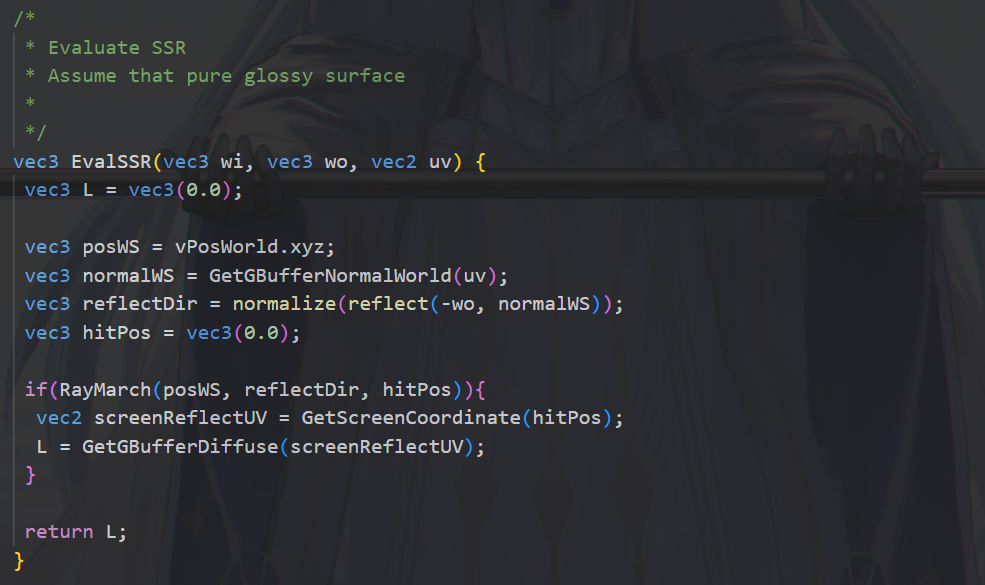 /*
 * Evaluate SSR
 * Assume that pure glossy surface
 *
 */
vec3 EvalSSR(vec3 wi, vec3 wo, vec2 uv) {
 vec3 L = vec3(0.0);

 vec3 posWS = vPosWorld.xyz;
 vec3 normalWS = GetGBufferNormalWorld(uv);
 vec3 reflectDir = normalize(reflect(-wo, normalWS));
 vec3 hitPos = vec3(0.0);

 if(RayMarch(posWS, reflectDir, hitPos)){
  vec2 screenReflectUV = GetScreenCoordinate(hitPos);
  L = GetGBufferDiffuse(screenReflectUV);
 }

 return L;
}